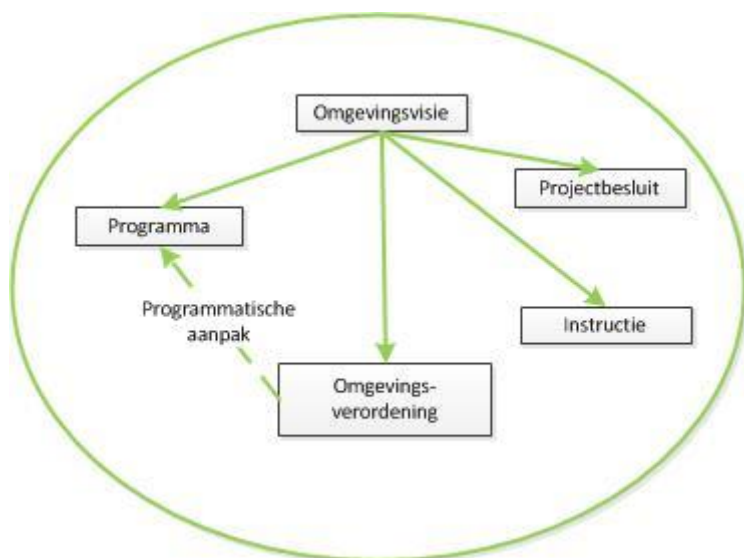 Omgevingsvisie
Projectbesluit
Programma
Programmatische
aanpak
Instructie
Omgevings-
verordening